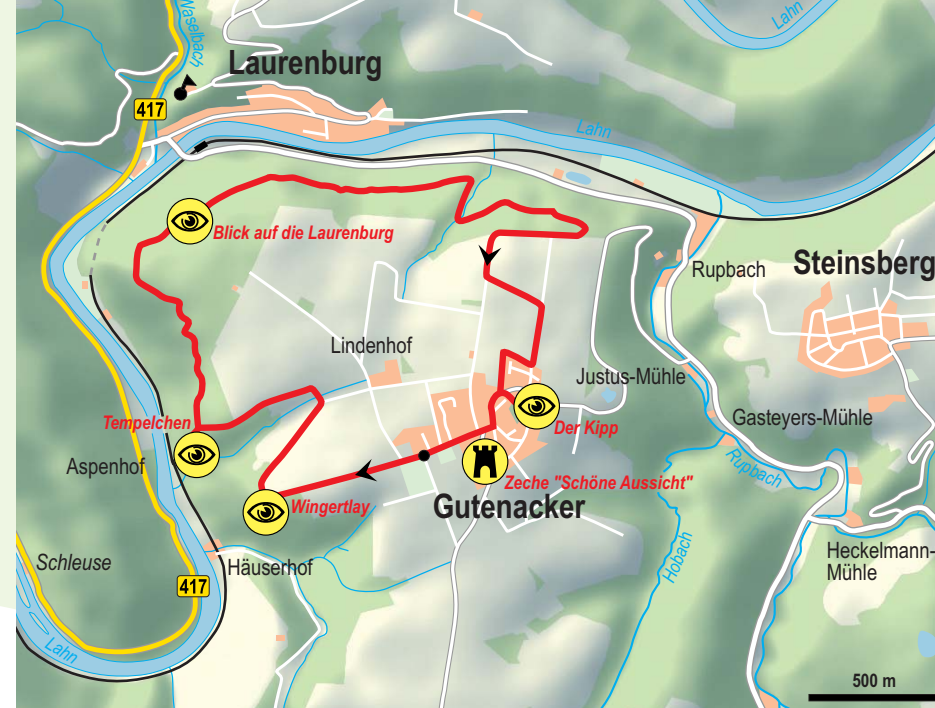 Waselbach
Lahn
Laurenburg
417
Lahn
Blick auf die Laurenburg
Rupbach
Steinsberg
Lindenhof
Justus-Mühle
Tempelchen
Der Kipp
Gasteyers-Mühle
Aspenhof
Rupbach
Zeche "Schöne Aussicht"
Wingertlay
Gutenacker
Schleuse
Häuserhof
Hobach
Heckelmann-
Mühle
417
Lahn
500 m